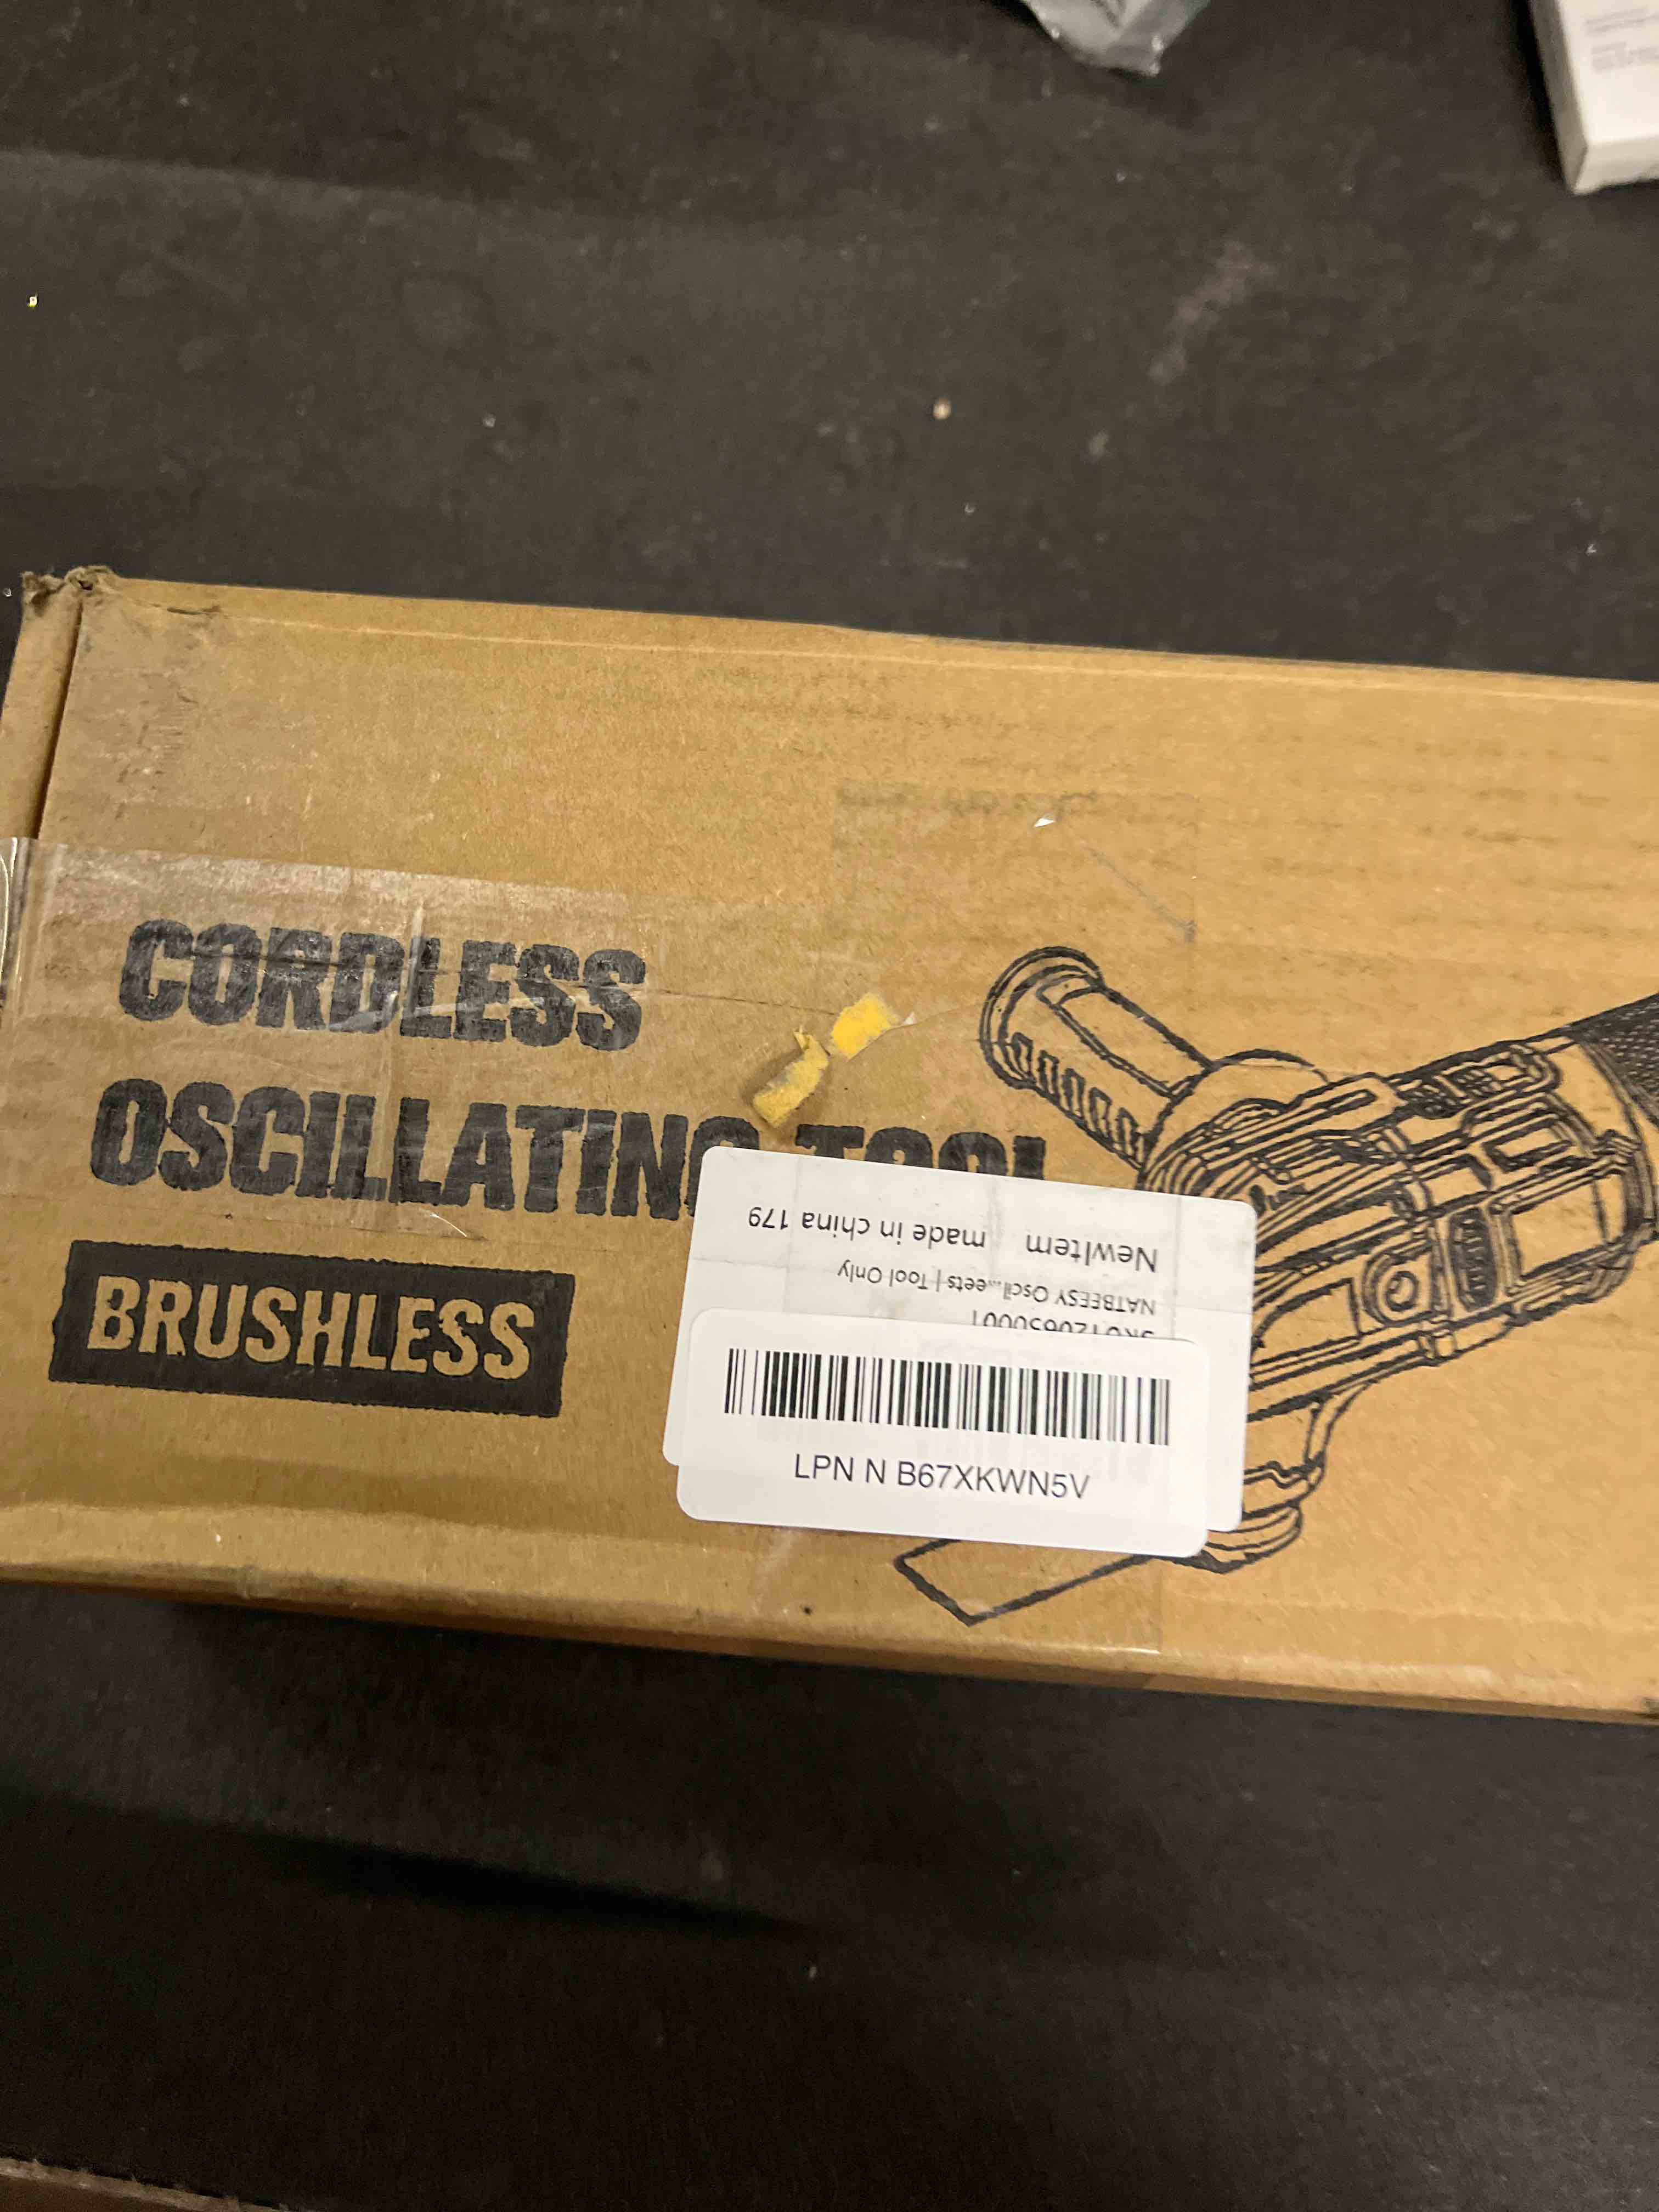 CORDLESS
OSCILLATING TOOL
BRUSHLESS
NewItem made in china 179
NATBEESY Oscil...eets | Tool Only
LPN N B67XKWN5V